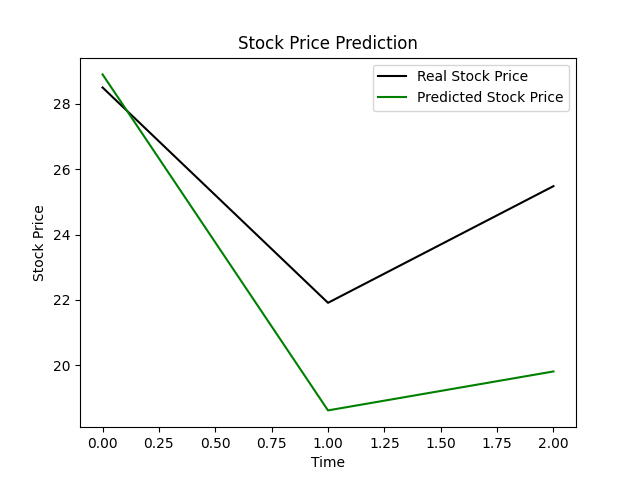 Stock Price Prediction
Real Stock Price
Predicted Stock Price
Stock Price
28
26
24
22
20
0.00 0.25 0.50 0.75 1.00 1.25 1.50 1.75 2.00
Time